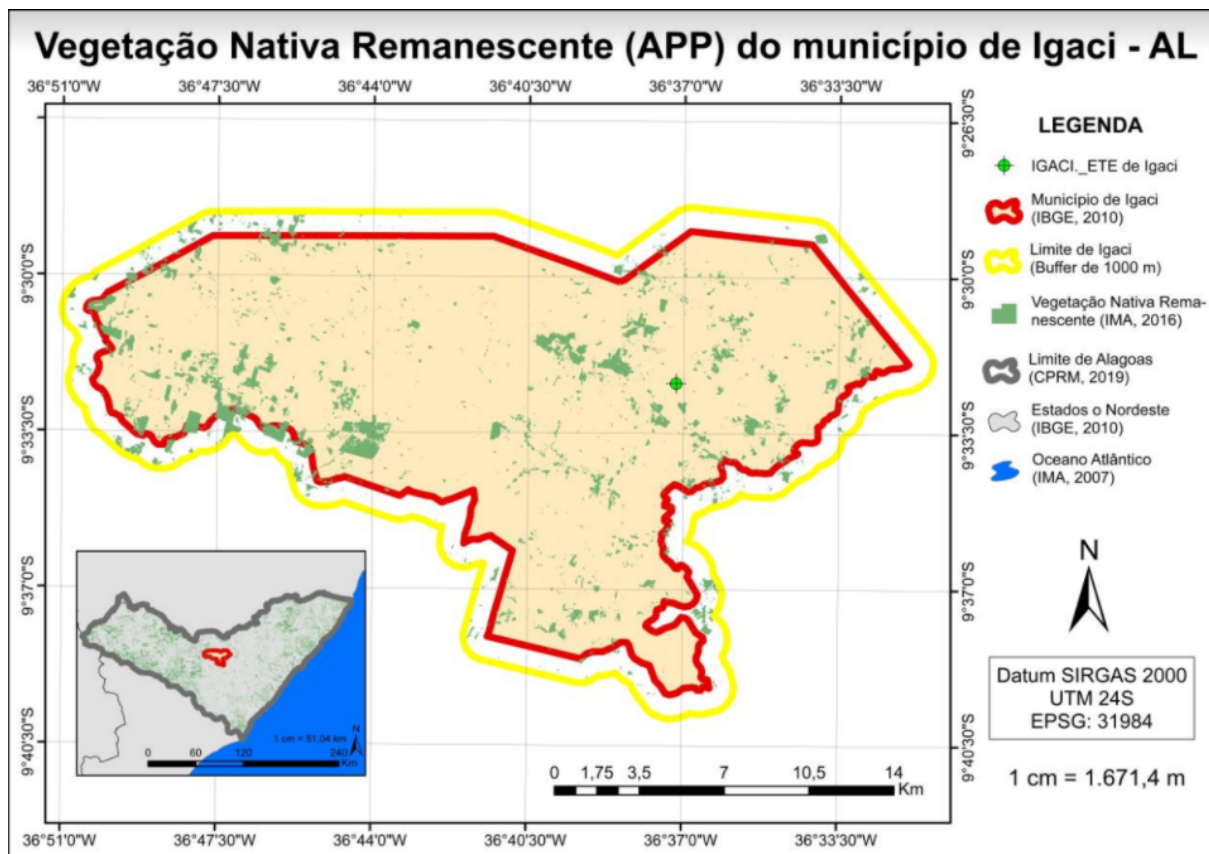 Vegetação Nativa Remanescente (APP) do município de Igaci - AL
36°51'0"W 36°47'30"W 36°44'0"W 36°40'30"W 36°37'0"W 36°33'30"W
9°26'30"S
9°30'0"S
9°30'0"S
9°33'30"S
9°33'30"S
9°37'0"S
9°37'0"S
9°40'30"S
9°40'30"S
LEGENDA
IGACI._ETE de Igaci
Município de Igaci
(IBGE, 2010)
Limite de Igaci
(Buffer de 1000 m)
Vegetação Nativa Rema-
nescente (IMA, 2016)
Limite de Alagoas
(CPRM, 2019)
Estados o Nordeste
(IBGE, 2010)
Oceano Atlântico
(IMA, 2007)
N
Datum SIRGAS 2000
UTM 24S
EPSG: 31984
1 cm = 1.671,4 m
N
1 cm = 51,04 km
0 60 120 240
Km
0 1,75 3,5 7 10,5 14
Km
36°51'0"W 36°47'30"W 36°44'0"W 36°40'30"W 36°37'0"W 36°33'30"W